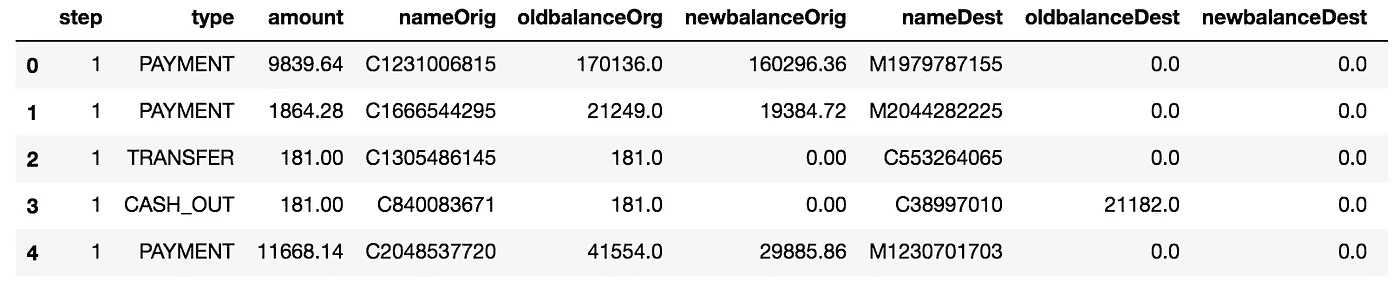 step type amount nameOrig oldbalanceOrg newbalanceOrig nameDest oldbalanceDest newbalanceDest
0 1 PAYMENT 9839.64 C1231006815 170136.0 160296.36 M1979787155 0.0 0.0
1 1 PAYMENT 1864.28 C1666544295 21249.0 19384.72 M2044282225 0.0 0.0
2 1 TRANSFER 181.00 C1305486145 181.0 0.00 C553264065 0.0 0.0
3 1 CASH_OUT 181.00 C840083671 181.0 0.00 C38997010 21182.0 0.0
4 1 PAYMENT 11668.14 C2048537720 41554.0 29885.86 M1230701703 0.0 0.0